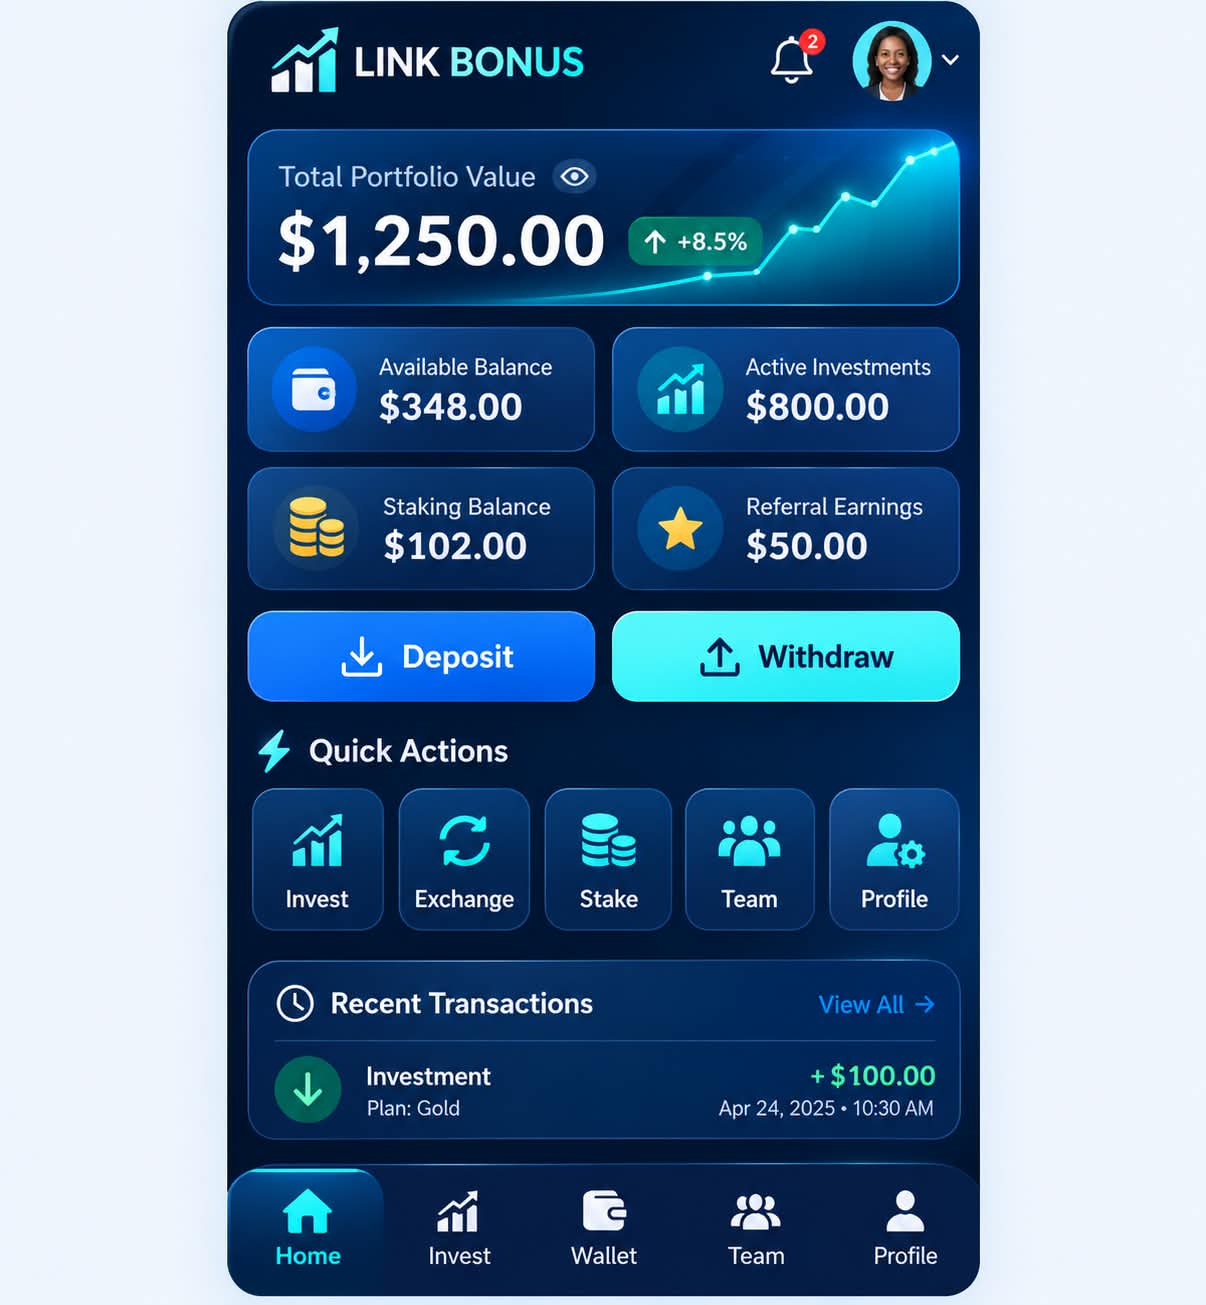 LINK BONUS
2
Total Portfolio Value
$1,250.00
+8.5%
Available Balance
$348.00
Active Investments
$800.00
Staking Balance
$102.00
Referral Earnings
$50.00
Deposit
Withdraw
Quick Actions
Invest
Exchange
Stake
Team
Profile
Recent Transactions
View All →
Investment
+$100.00
Plan: Gold
Apr 24, 2025 • 10:30 AM
Home
Invest
Wallet
Team
Profile